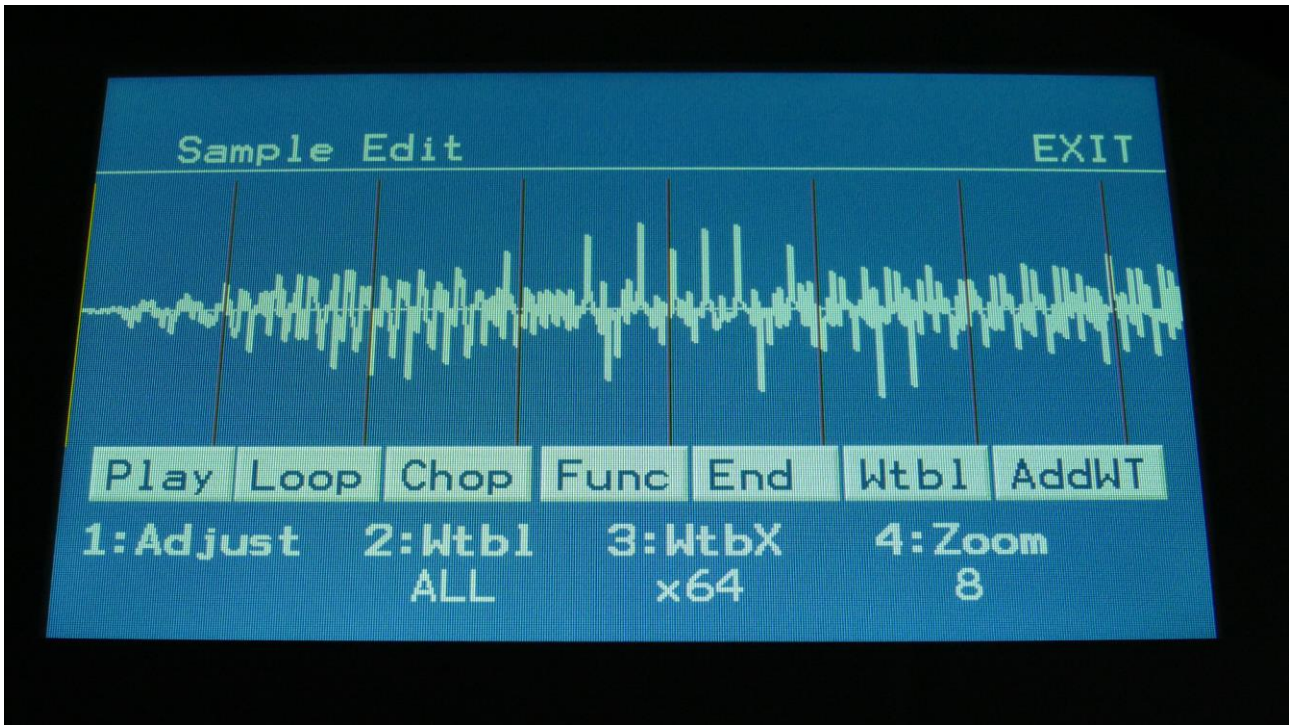 Sample Edit EXIT
Play Loop Chop Func End Wtbl AddWT
1:Adjust 2:Wtbl 3:WtbX 4:Zoom
ALL x64 8